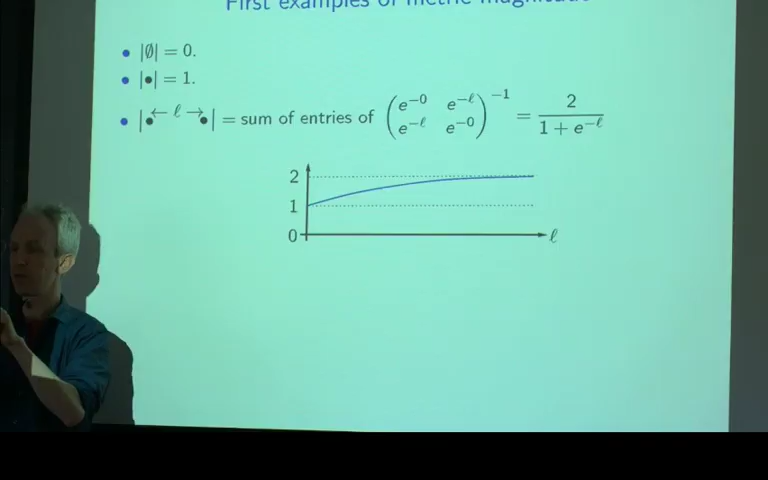 First examples of metric magnitude
• |∅| = 0.
• |•| = 1.
• |•← ℓ →•| = sum of entries of (e^{-0} e^{-ℓ} / e^{-ℓ} e^{-0})^{-1} = 2 / (1 + e^{-ℓ})
2
1
0
ℓ